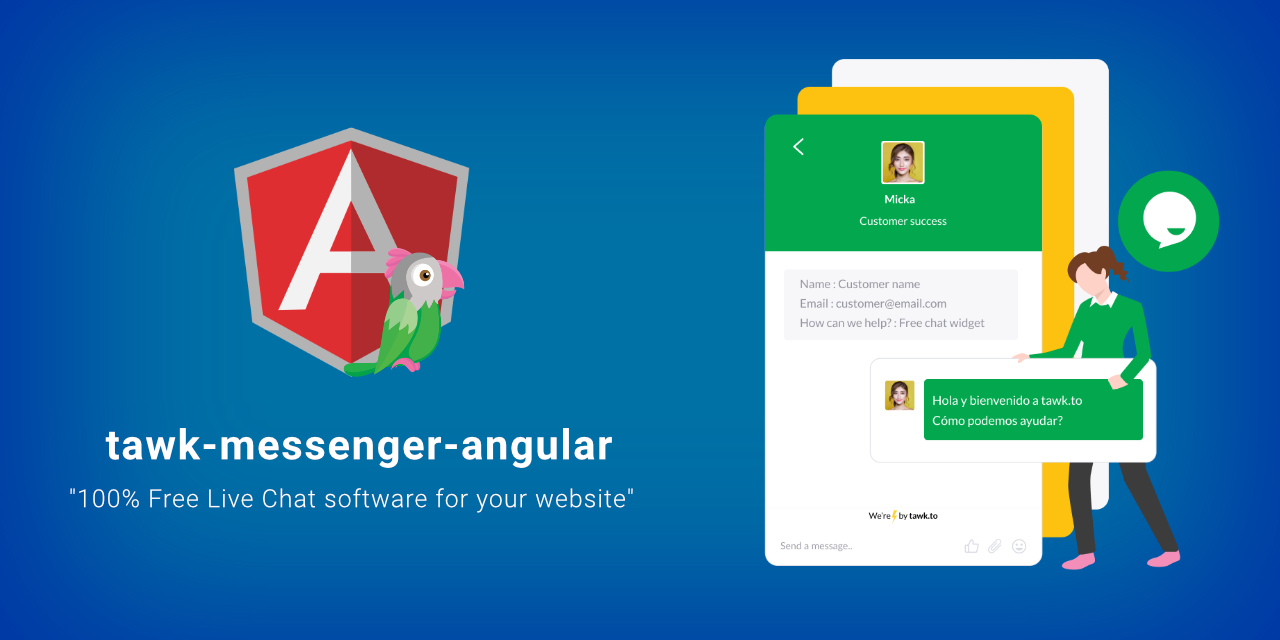 tawk-messenger-angular
"100% Free Live Chat software for your website"
Micka
Customer success
Name : Customer name
Email : customer@email.com
How can we help? : Free chat widget
Hola y bienvenido a tawk.to
Cómo podemos ayudar?
We're by tawk.to
Send a message..